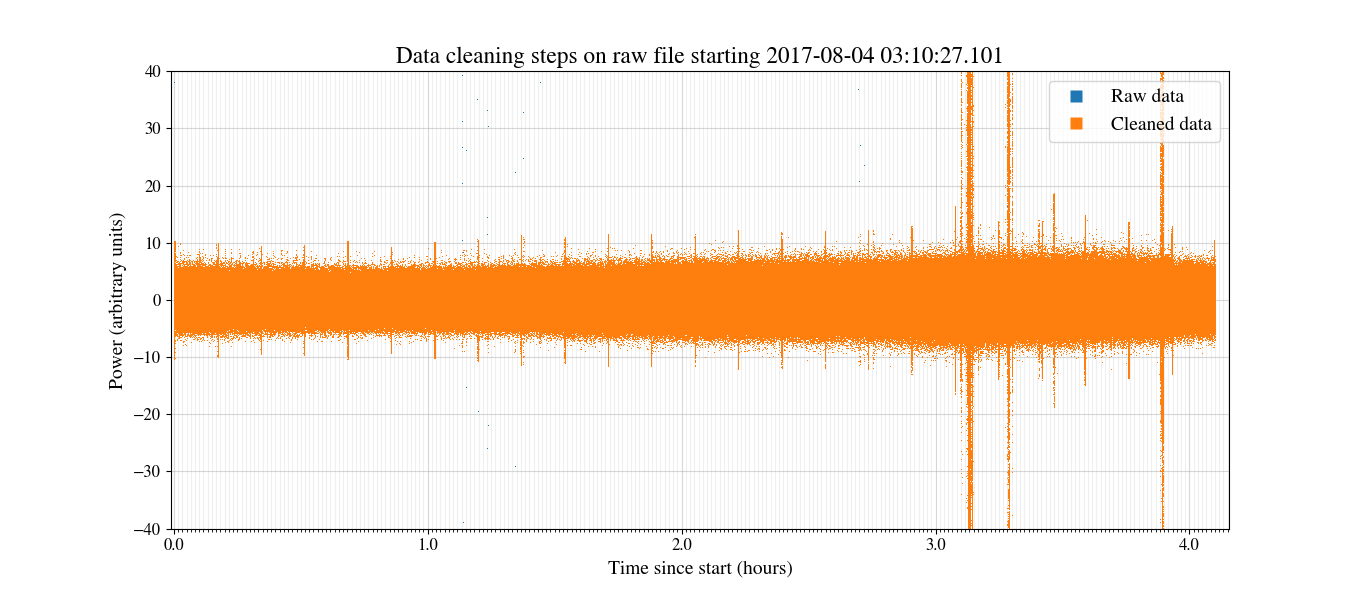 Data cleaning steps on raw file starting 2017-08-04 03:10:27.101
40
30
20
10
0
−10
−20
−30
−40
Power (arbitrary units)
Raw data
Cleaned data
0.0 1.0 2.0 3.0 4.0
Time since start (hours)